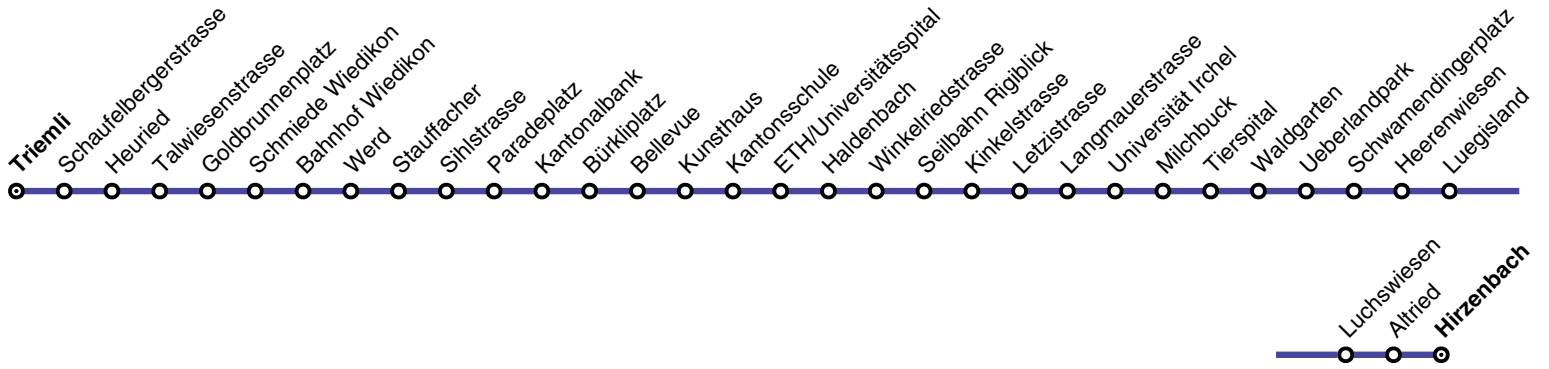 Triemli
Schaufelbergerstrasse
Heuried
Talwiesenstrasse
Goldbrunnenplatz
Schmiede Wiedikon
Bahnhof Wiedikon
Werd
Stauffacher
Sihlstrasse
Paradeplatz
Kantonalbank
Bürkliplatz
Bellevue
Kunsthaus
Kantonsschule
ETH/Universitätsspital
Haldenbach
Winkelriedstrasse
Seilbahn Rigiblick
Kinkelstrasse
Letzistrasse
Langmauerstrasse
Universität Irchel
Milchbuck
Tierspital
Waldgarten
Ueberlandpark
Schwamendingerplatz
Heerenwiesen
Luegisland
Luchswiesen
Altried
Hirzenbach